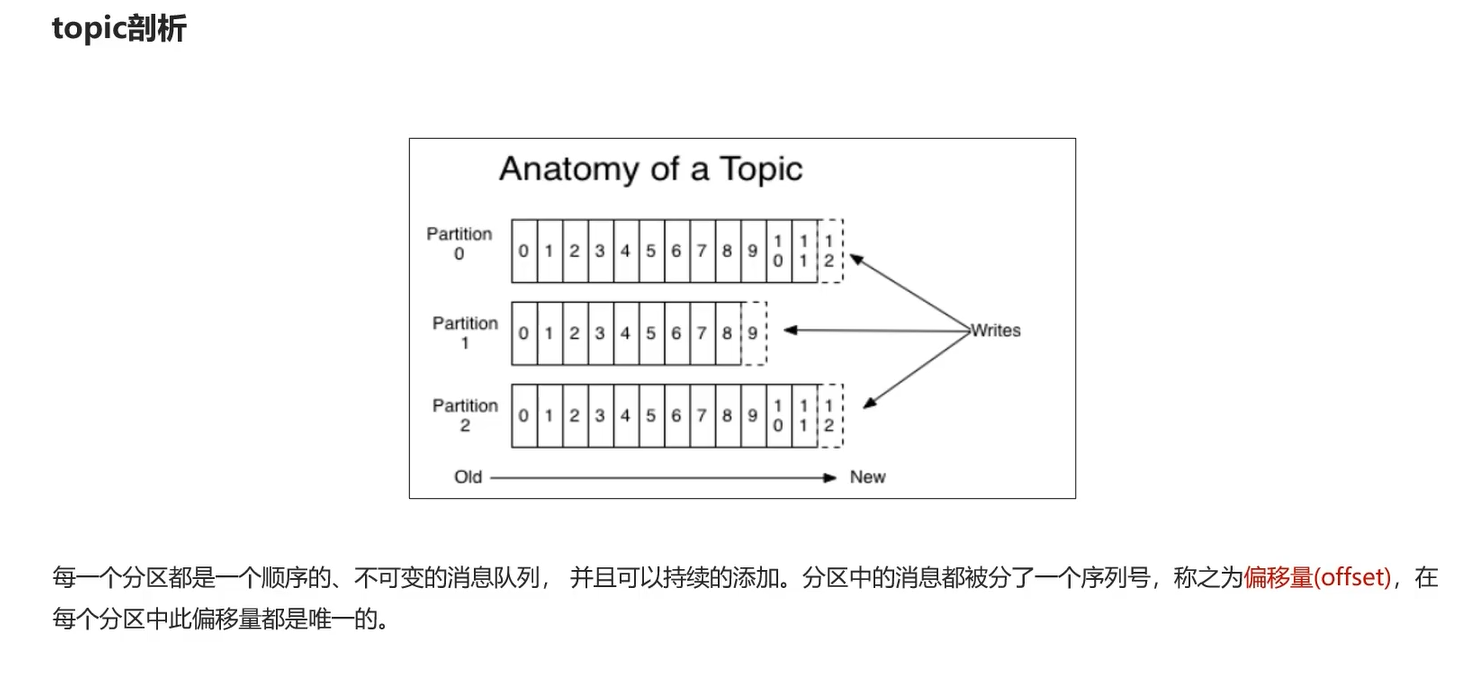 topic剖析
Anatomy of a Topic
Partition
0
0 1 2 3 4 5 6 7 8 9 10 11 12
Partition
1
0 1 2 3 4 5 6 7 8 9
Writes
Partition
2
0 1 2 3 4 5 6 7 8 9 10 11 12
Old
New
每一个分区都是一个顺序的、不可变的消息队列， 并且可以持续的添加。分区中的消息都被分了一个序列号，称之为偏移量(offset)，在
每个分区中此偏移量都是唯一的。